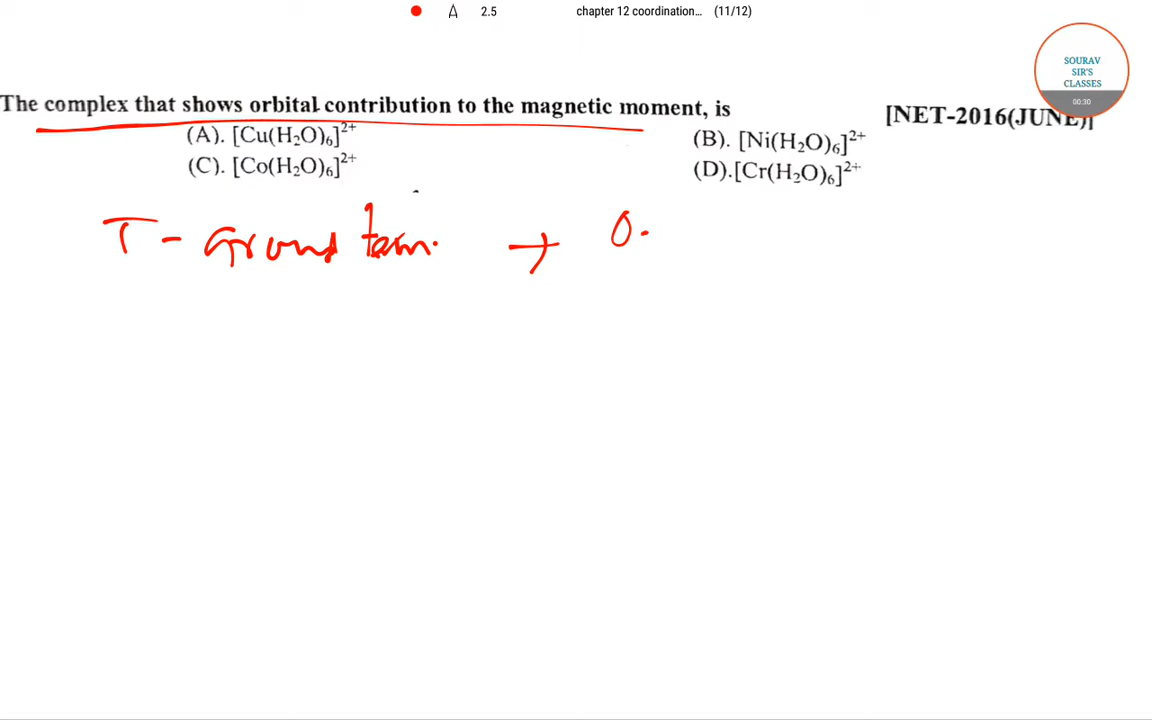 2.5 chapter 12 coordination... (11/12)
SOURAV
SIR'S
CLASSES
00:30
The complex that shows orbital contribution to the magnetic moment, is [NET-2016(JUNE)]
(A). [Cu(H₂O)₆]²⁺ (B). [Ni(H₂O)₆]²⁺
(C). [Co(H₂O)₆]²⁺ (D).[Cr(H₂O)₆]²⁺
T - Ground term. → O.